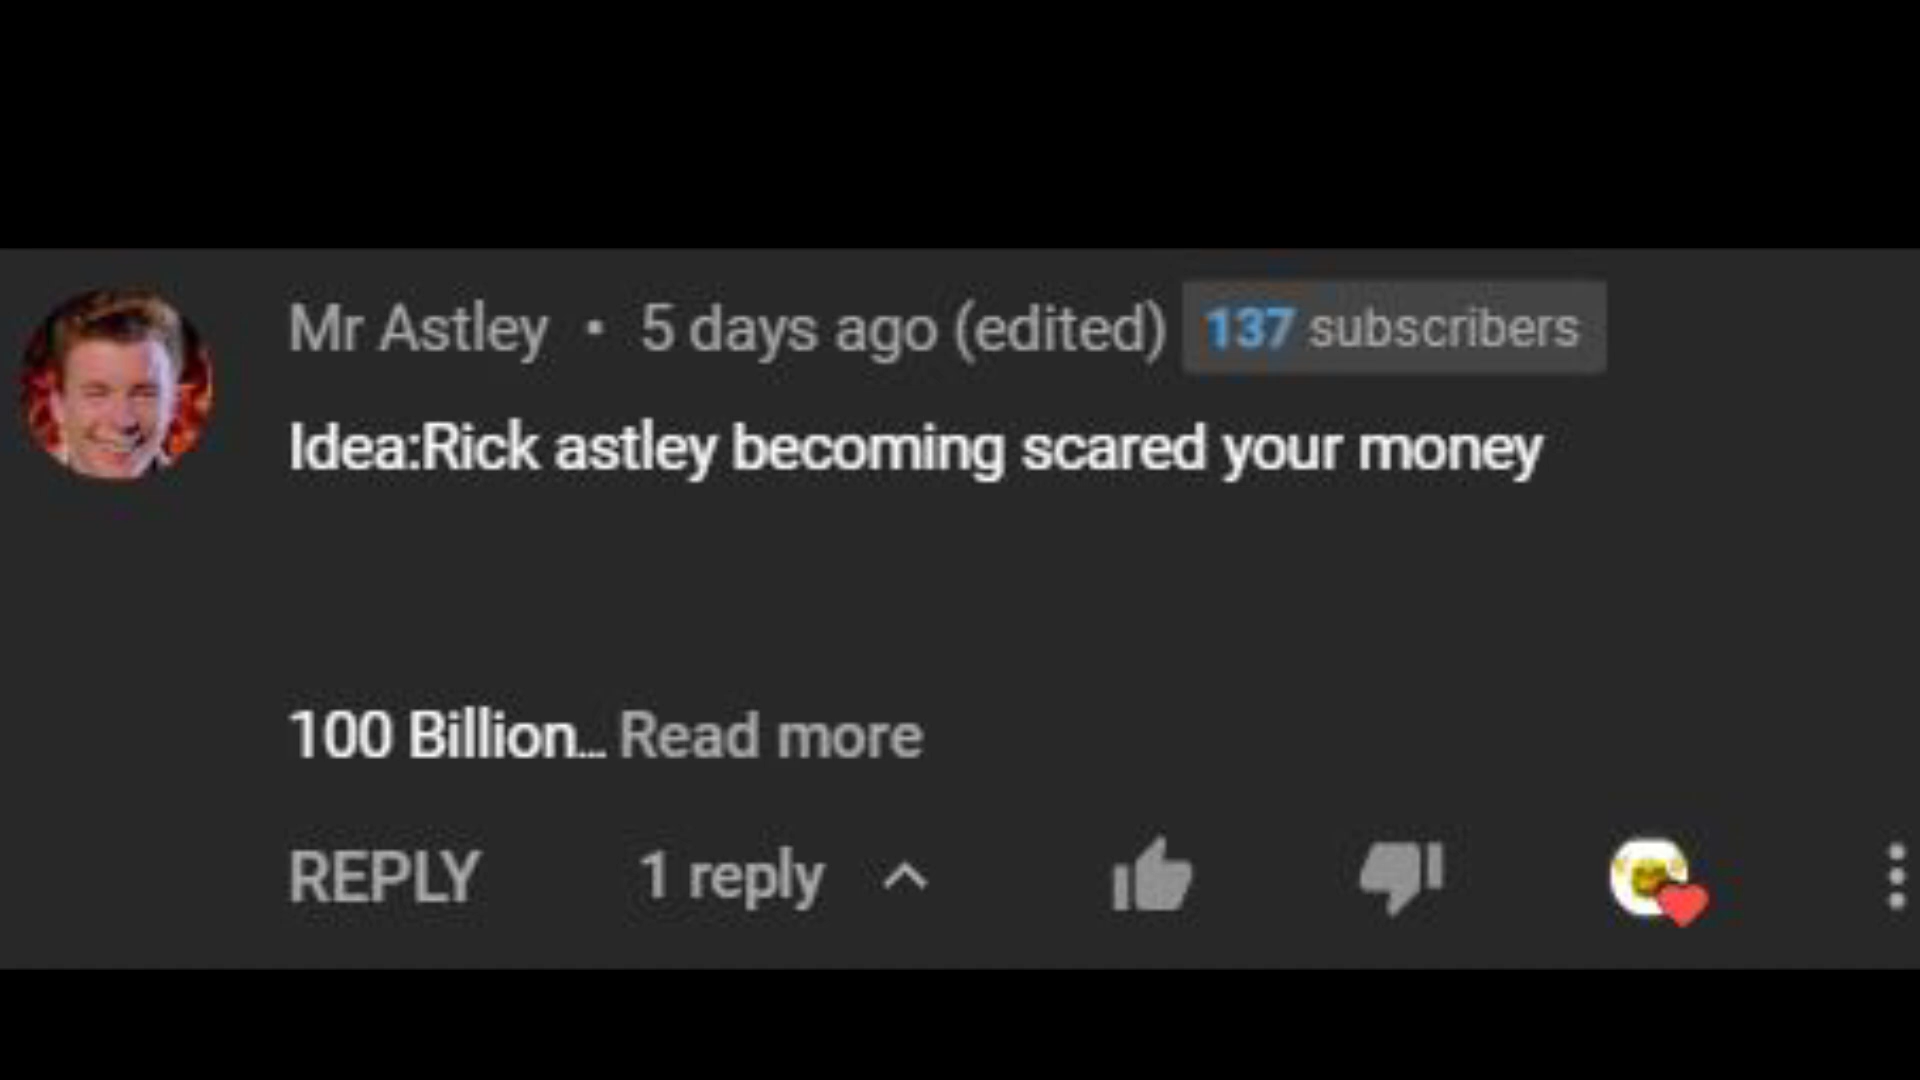 Mr Astley • 5 days ago (edited) 137 subscribers
Idea:Rick astley becoming scared your money
100 Billion... Read more
REPLY 1 reply